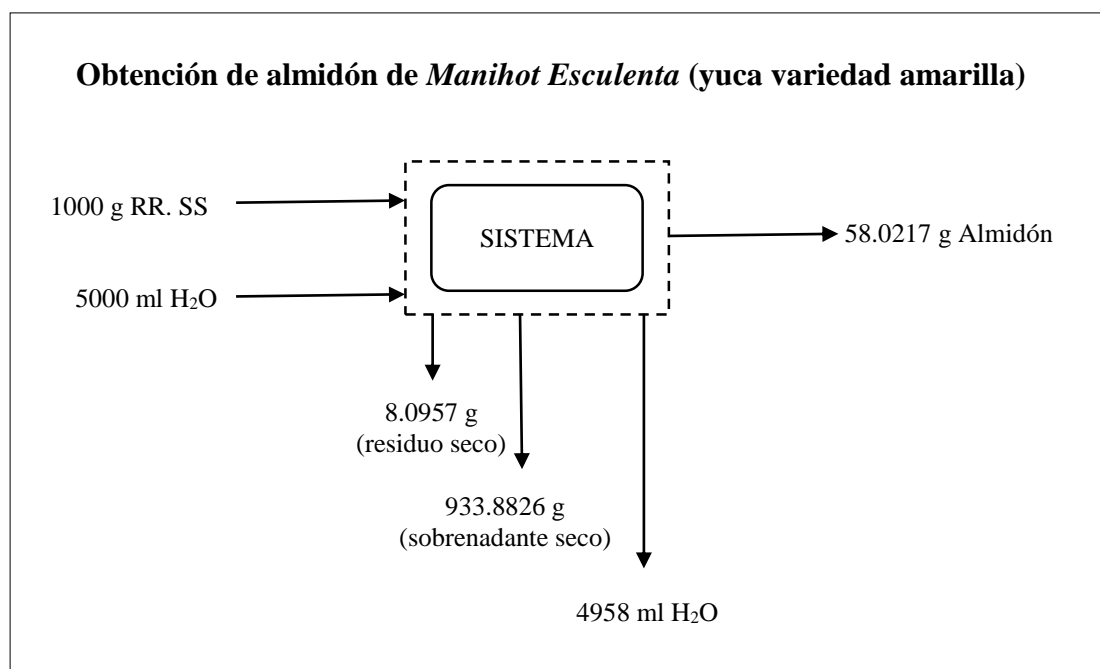 Obtención de almidón de Manihot Esculenta (yuca variedad amarilla)
1000 g RR. SS
5000 ml H₂O
SISTEMA
58.0217 g Almidón
8.0957 g
(residuo seco)
933.8826 g
(sobrenadante seco)
4958 ml H₂O